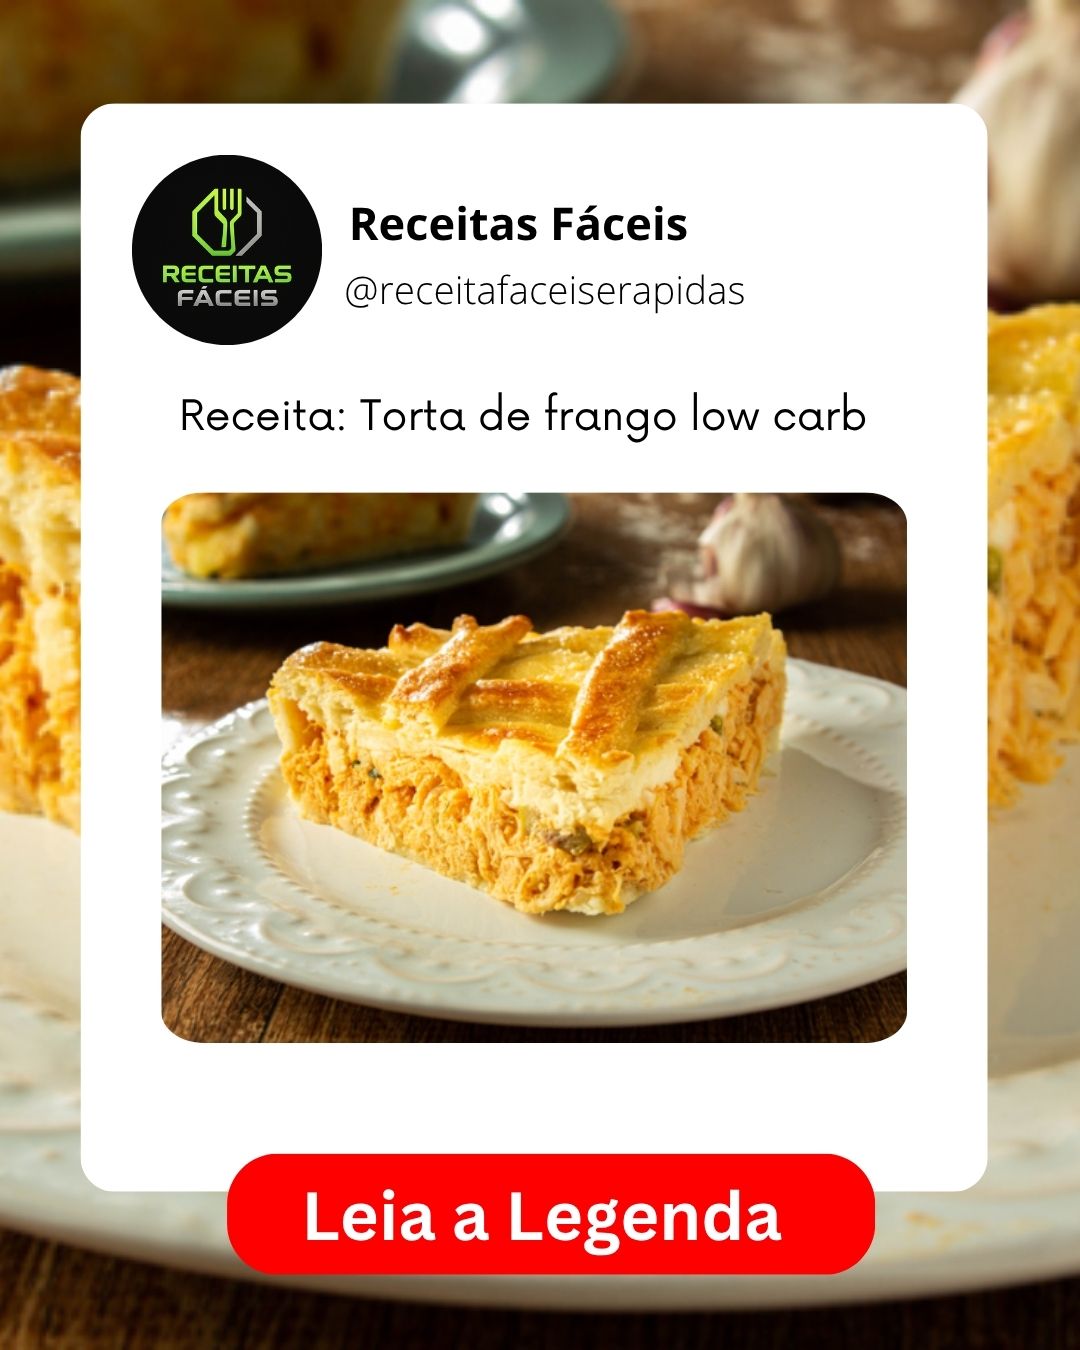 RECEITAS
FÁCEIS
Receitas Fáceis
@receitafaceiserapidas
Receita: Torta de frango low carb
Leia a Legenda